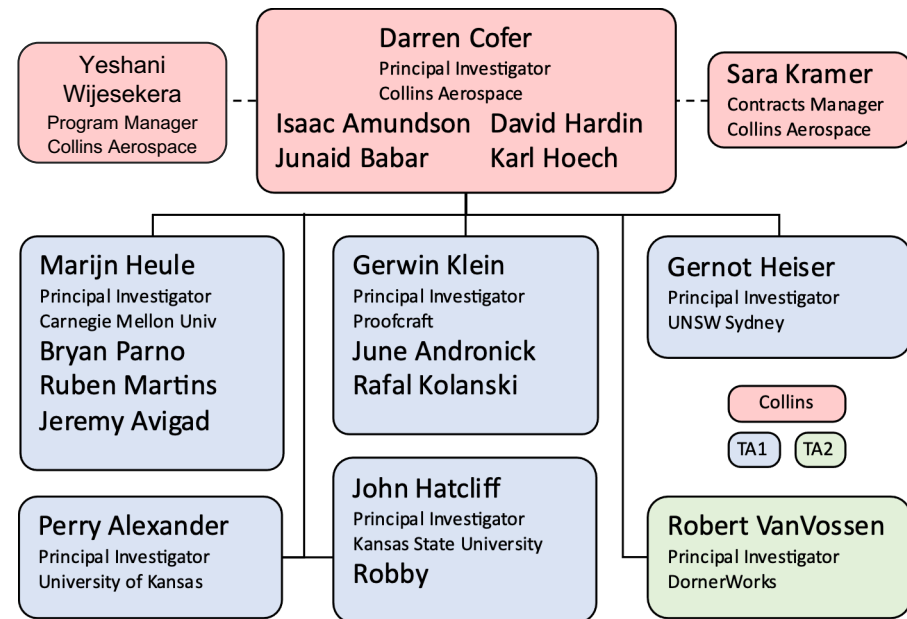 Yeshani
Wijesekera
Program Manager
Collins Aerospace
Darren Cofer
Principal Investigator
Collins Aerospace
Isaac Amundson David Hardin
Junaid Babar Karl Hoech
Sara Kramer
Contracts Manager
Collins Aerospace
Marijn Heule
Principal Investigator
Carnegie Mellon Univ
Bryan Parno
Ruben Martins
Jeremy Avigad
Gerwin Klein
Principal Investigator
Proofcraft
June Andronick
Rafal Kolanski
Gernot Heiser
Principal Investigator
UNSW Sydney
Collins
TA1 TA2
Perry Alexander
Principal Investigator
University of Kansas
John Hatcliff
Principal Investigator
Kansas State University
Robby
Robert VanVossen
Principal Investigator
DornerWorks